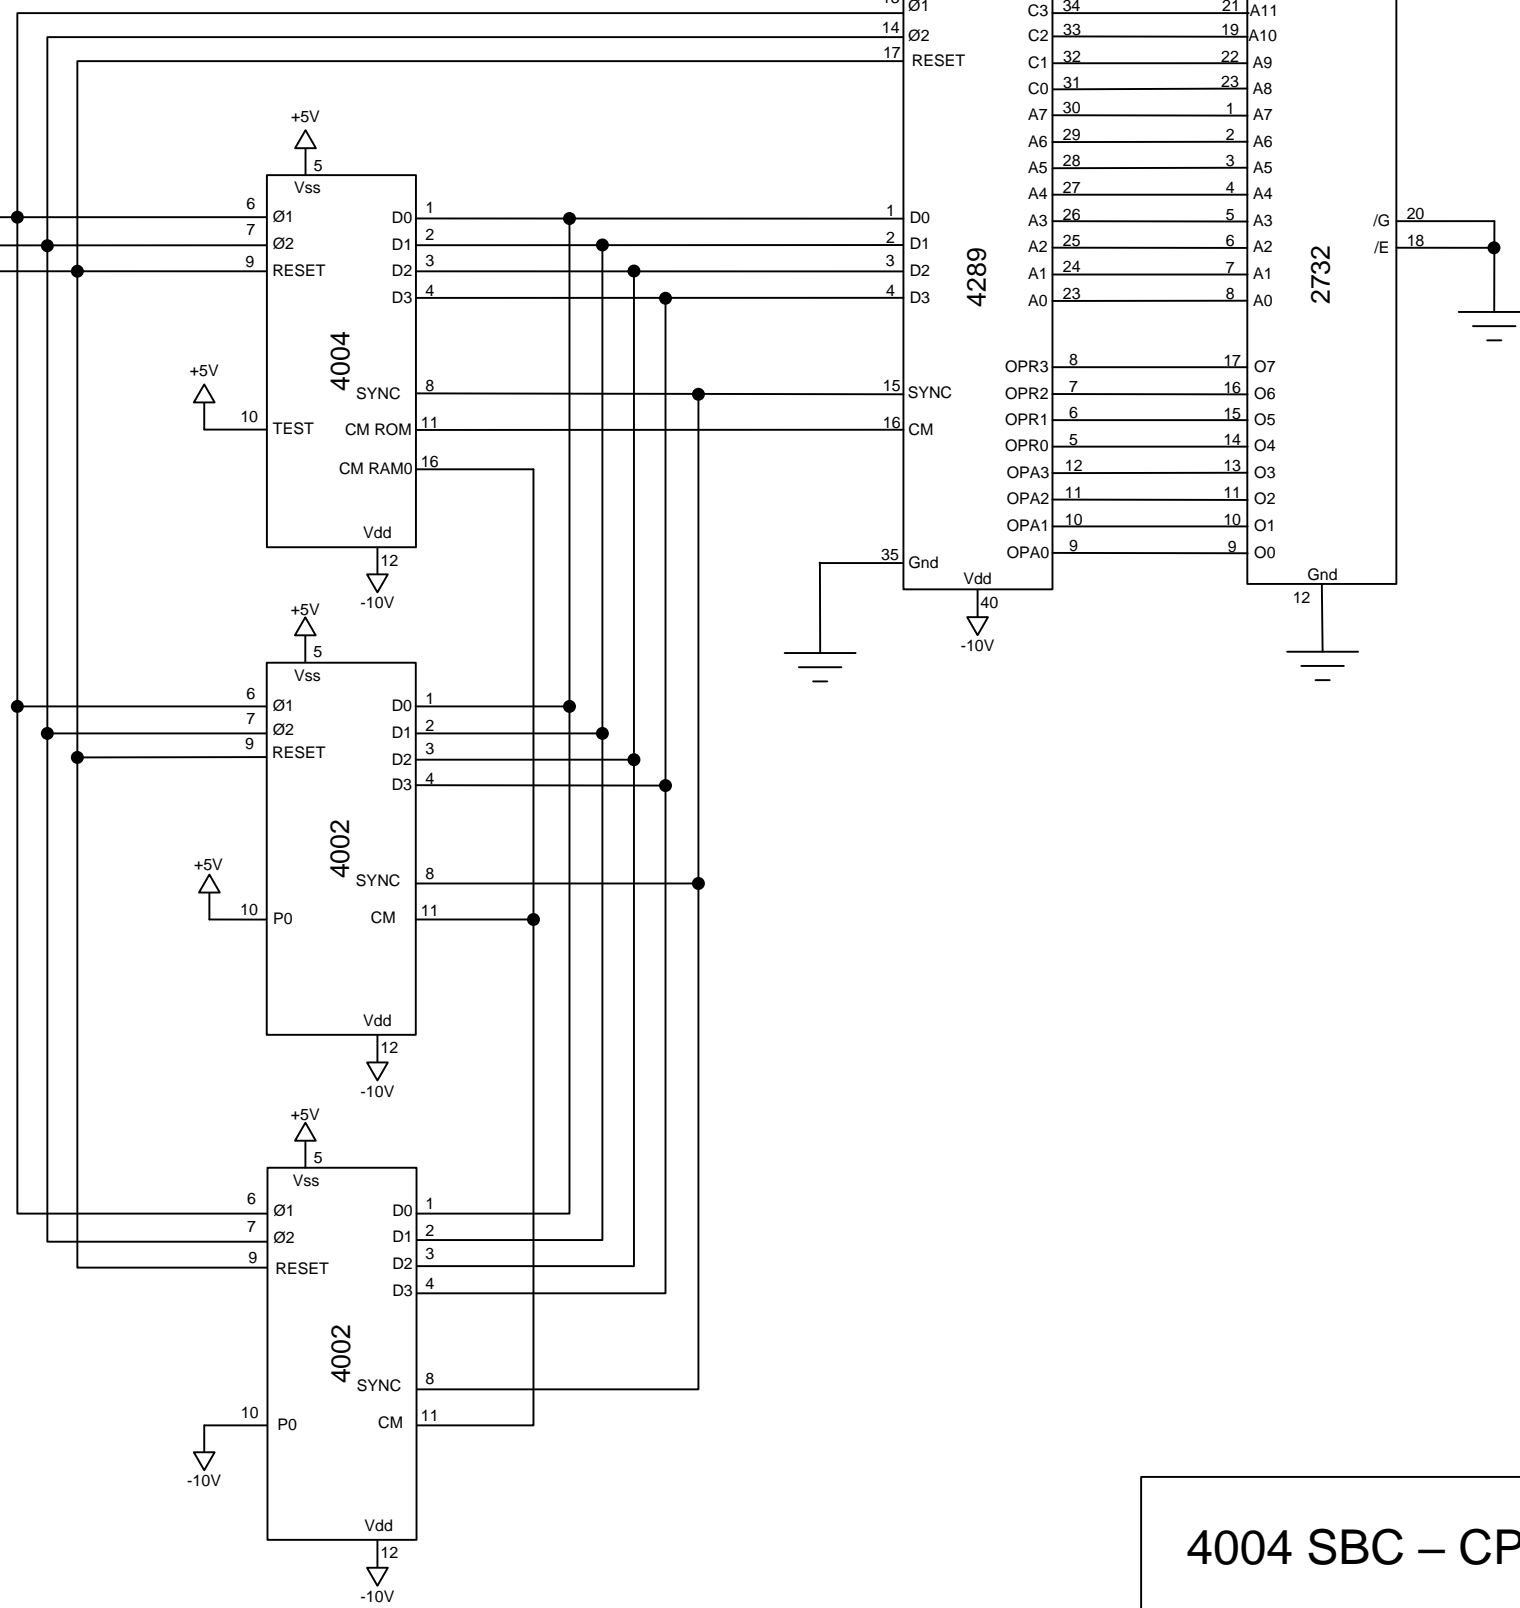 Ø1 C3 34 21 A11
14 Ø2 C2 33 19 A10
17 RESET C1 32 22 A9
C0 31 23 A8
A7 30 1 A7
A6 29 2 A6
A5 28 3 A5
A4 27 4 A4
A3 26 5 A3
A2 25 6 A2
A1 24 7 A1
A0 23 8 A0
1 D0
2 D1
3 D2
4 D3
4289
2732
/G 20
/E 18
OPR3 8 17 O7
OPR2 7 16 O6
OPR1 6 15 O5
OPR0 5 14 O4
OPA3 12 13 O3
OPA2 11 11 O2
OPA1 10 10 O1
OPA0 9 9 O0
15 SYNC
16 CM
35 Gnd
Vdd
40
-10V
Gnd
12
+5V
5
Vss
6 Ø1 D0 1
7 Ø2 D1 2
9 RESET D2 3
D3 4
4004
+5V
SYNC 8
10 TEST CM ROM 11
CM RAM0 16
Vdd
12
-10V
+5V
5
Vss
6 Ø1 D0 1
7 Ø2 D1 2
9 RESET D2 3
D3 4
4002
+5V
SYNC 8
10 P0 CM 11
Vdd
12
-10V
+5V
5
Vss
6 Ø1 D0 1
7 Ø2 D1 2
9 RESET D2 3
D3 4
4002
SYNC 8
10 P0 CM 11
-10V
Vdd
12
-10V
4004 SBC – CP